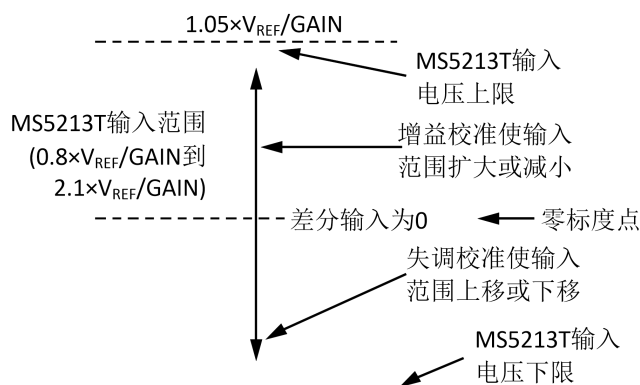 1.05×VREF/GAIN
MS5213T输入
电压上限
MS5213T输入范围
(0.8×VREF/GAIN到
2.1×VREF/GAIN)
增益校准使输入
范围扩大或减小
差分输入为0
零标度点
失调校准使输入
范围上移或下移
MS5213T输入
电压下限